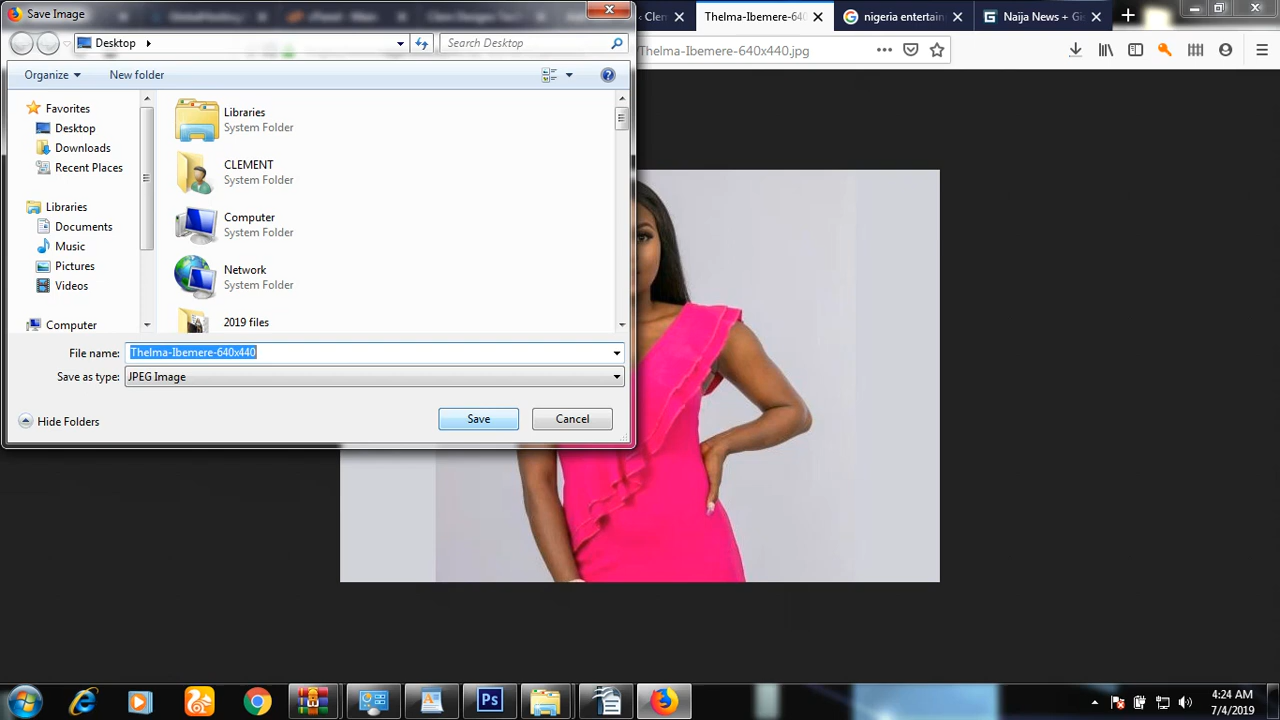 Save Image
‹ Clem
Thelma-Ibemere-640
nigeria entertain
Naija News + Gi
Desktop
Search Desktop
/Thelma-Ibemere-640x440.jpg
Organize
New folder
Favorites
Desktop
Downloads
Recent Places
Libraries
Documents
Music
Pictures
Videos
Computer
Libraries
System Folder
CLEMENT
System Folder
Computer
System Folder
Network
System Folder
2019 files
File name: Thelma-Ibemere-640x440
Save as type: JPEG Image
Hide Folders
Save
Cancel
Ps
4:24 AM
7/4/2019